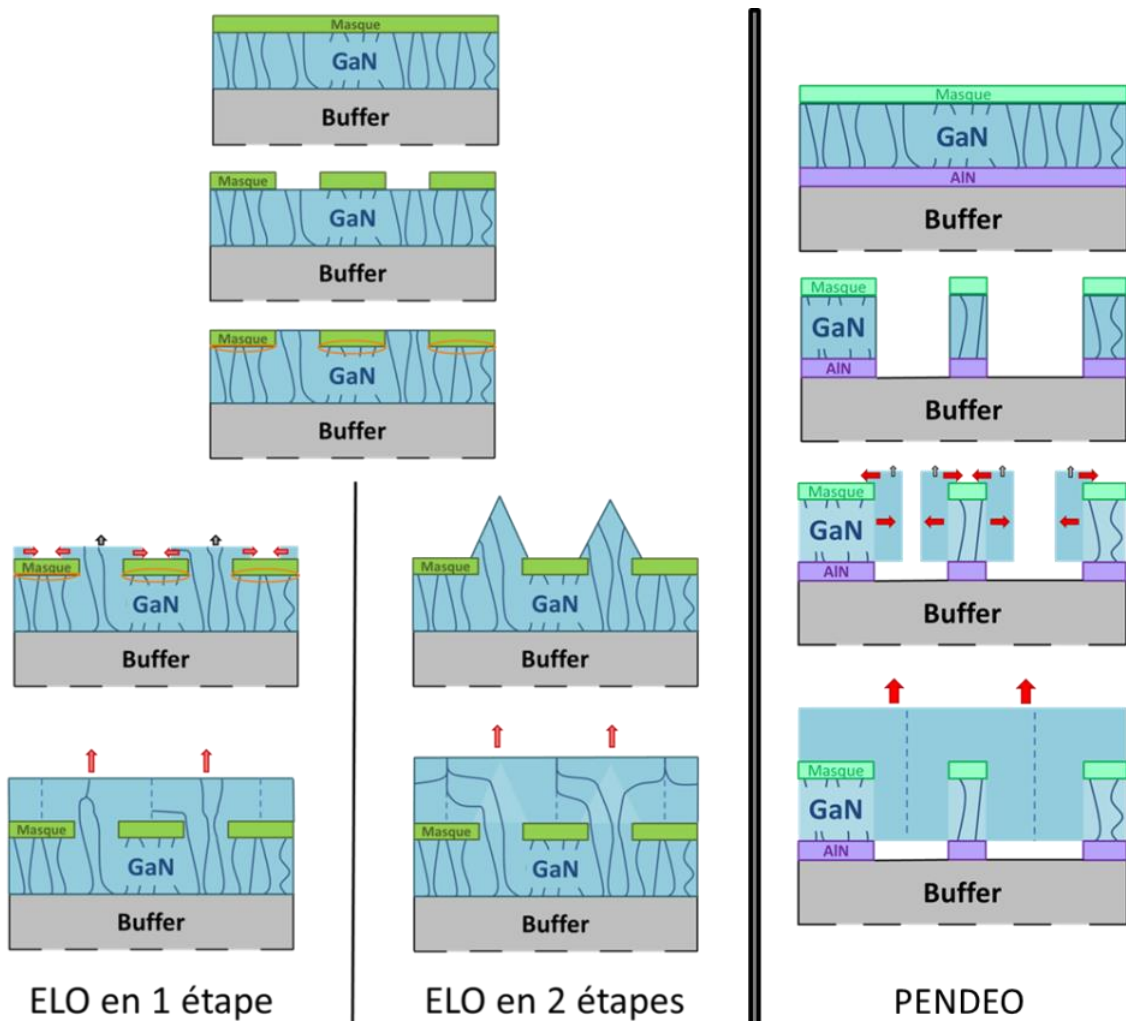 Masque
GaN
Buffer
Masque
GaN
Buffer
Masque
GaN
Buffer
Masque
GaN
Buffer
GaN
Buffer
Masque
GaN
Buffer
Masque
GaN
Buffer
Masque
ELO en 1 étape
ELO en 2 étapes
Masque
GaN
AlN
Buffer
Masque
GaN
AlN
Buffer
Masque
GaN
AlN
Buffer
Masque
GaN
AlN
Buffer
PENDEO